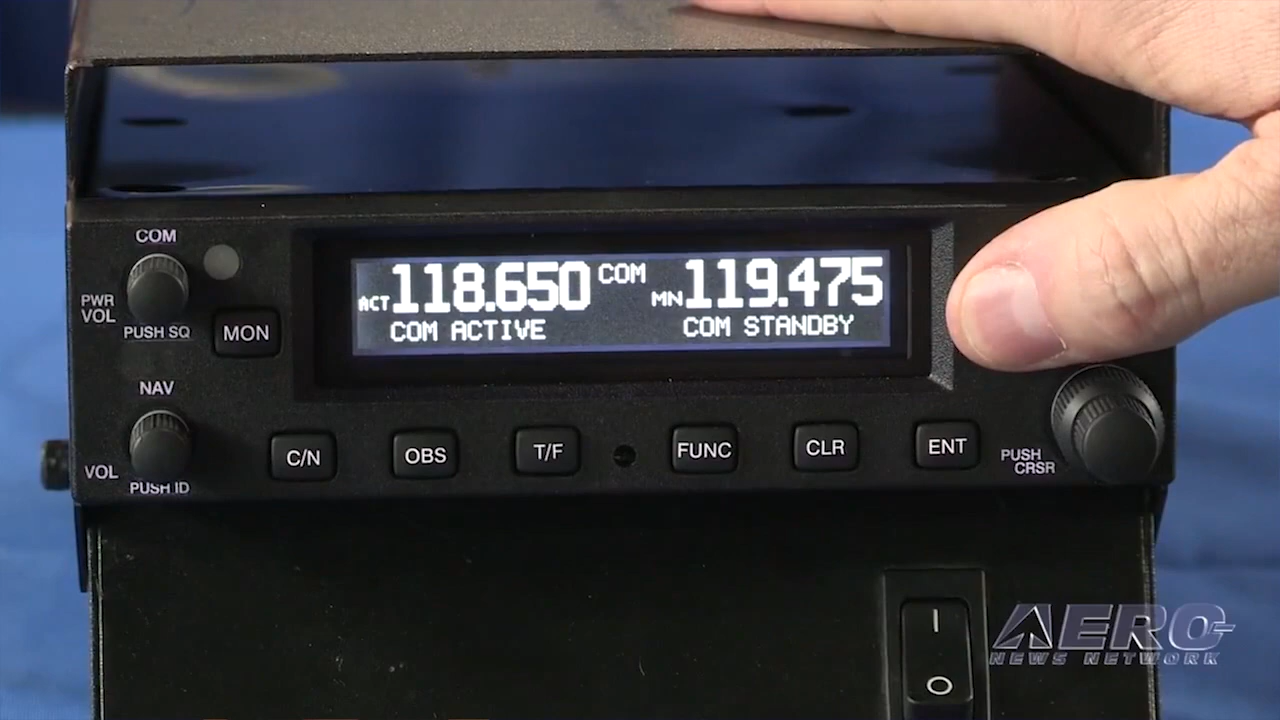 COM
PWR
VOL
PUSH SQ
MON
ACT 118.650 COM MN 119.475
COM ACTIVE COM STANDBY
NAV
VOL
PUSH ID
C/N OBS T/F FUNC CLR ENT
PUSH
CRSR
AERO
NEWS NETWORK